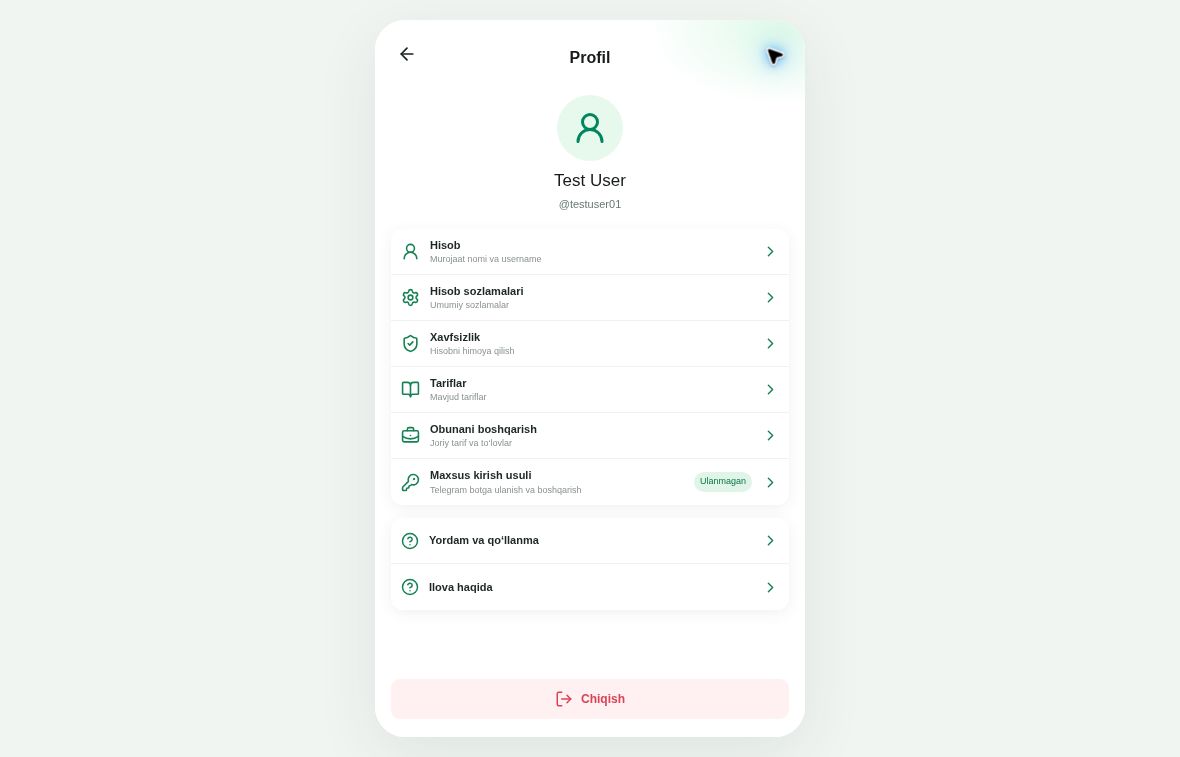 Profil
Test User
@testuser01
Hisob
Murojaat nomi va username
Hisob sozlamalari
Umumiy sozlamalar
Xavfsizlik
Hisobni himoya qilish
Tariflar
Mavjud tariflar
Obunani boshqarish
Joriy tarif va to‘lovlar
Maxsus kirish usuli
Telegram botga ulanish va boshqarish
Ulanmagan
Yordam va qo‘llanma
Ilova haqida
Chiqish